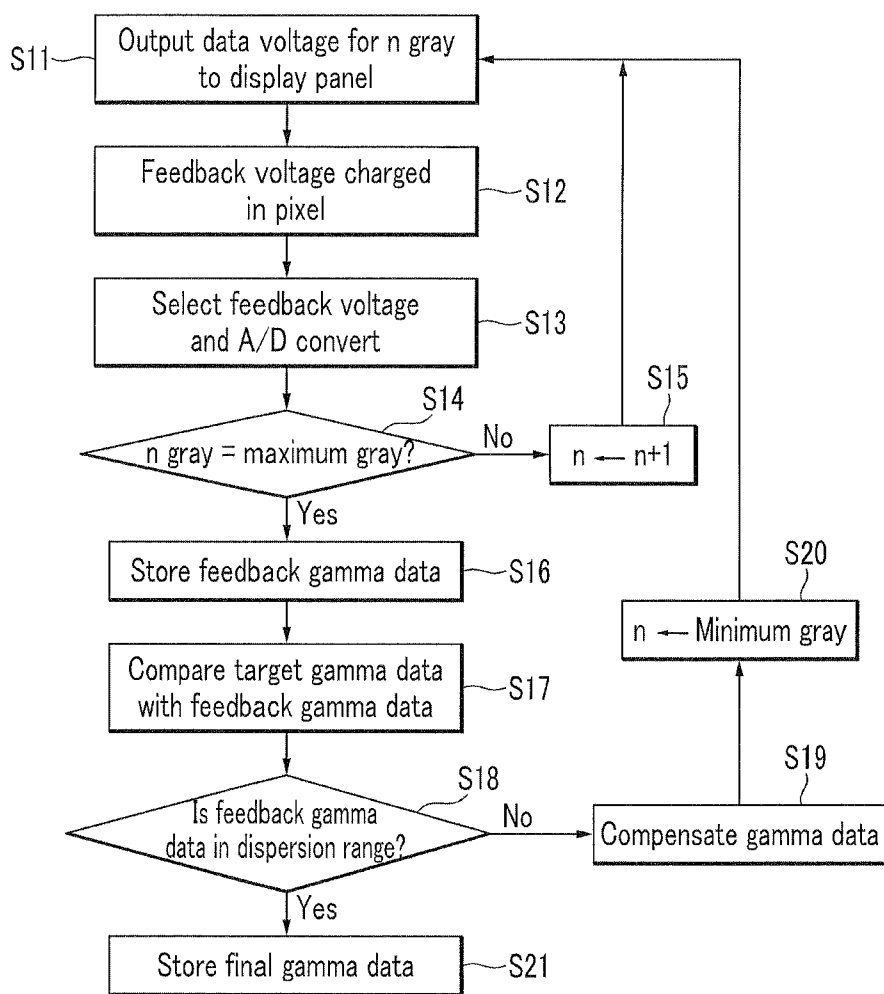 S11
Output data voltage for n gray
to display panel
Feedback voltage charged
in pixel
S12
Select feedback voltage
and A/D convert
S13
S14
n gray = maximum gray?
No
S15
n ← n+1
Yes
Store feedback gamma data
S16
S20
n ← Minimum gray
Compare target gamma data
with feedback gamma data
S17
S18
Is feedback gamma
data in dispersion range?
No
S19
Compensate gamma data
Yes
Store final gamma data
S21